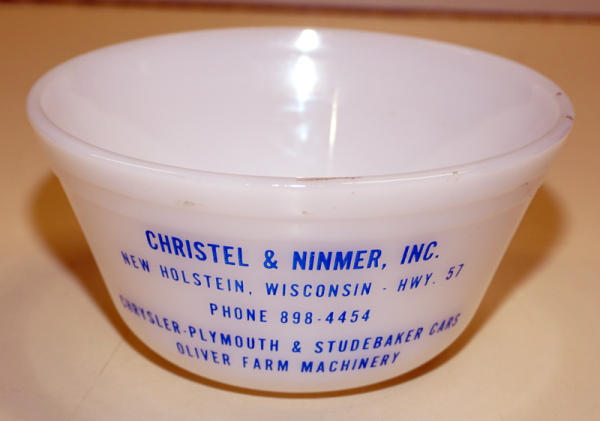 CHRISTEL & NiNMER, INC.
NEW HOLSTEIN, WISCONSIN - HWY. 57
PHONE 898-4454
CHRYSLER-PLYMOUTH & STUDEBAKER CARS
OLIVER FARM MACHINERY